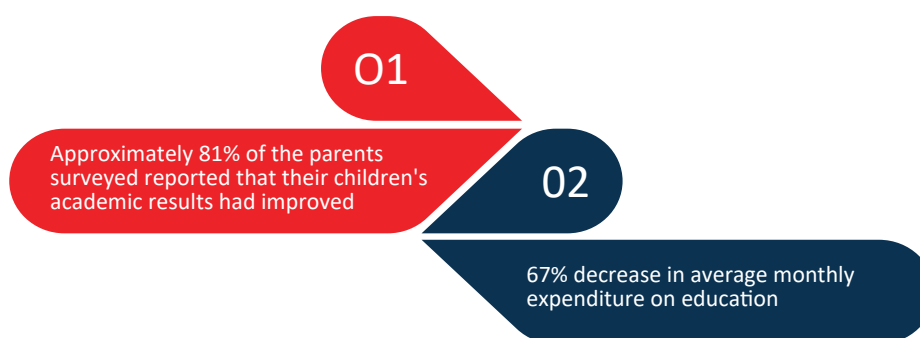 O1
Approximately 81% of the parents
surveyed reported that their children's
academic results had improved
02
67% decrease in average monthly
expenditure on education